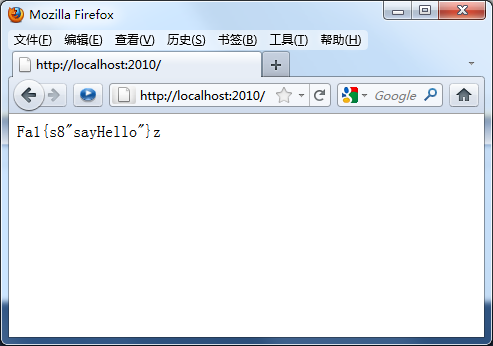 Mozilla Firefox
文件(F) 编辑(E) 查看(V) 历史(S) 书签(B) 工具(T) 帮助(H)
http://localhost:2010/
http://localhost:2010/ Google
Fa1{s8"sayHello"}z